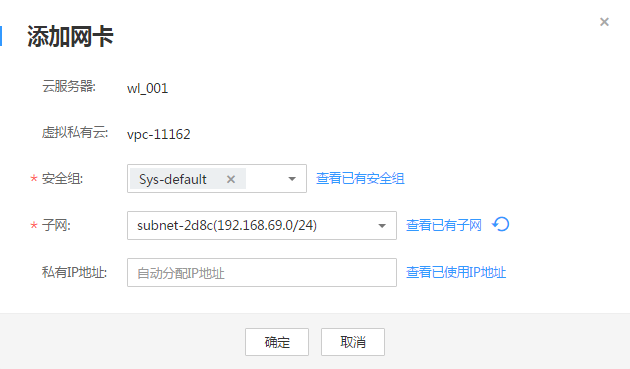 添加网卡
云服务器: wl_001
虚拟私有云: vpc-11162
* 安全组: Sys-default × 查看已有安全组
* 子网: subnet-2d8c(192.168.69.0/24) 查看已有子网
私有IP地址: 自动分配IP地址 查看已使用IP地址
确定 取消